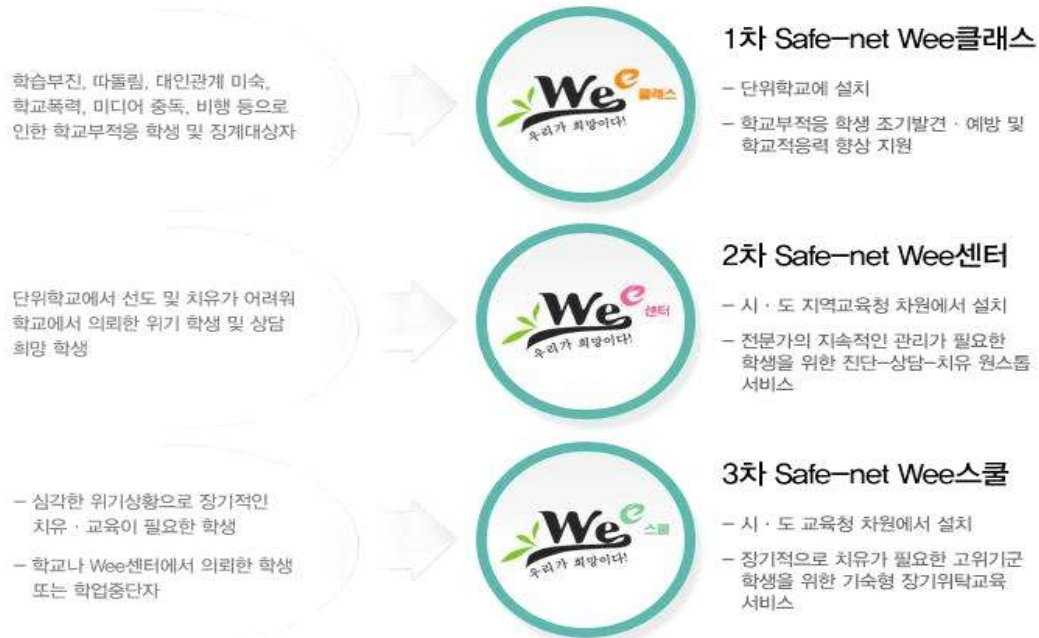 학습부진, 따돌림, 대인관계 미숙,
학교폭력, 미디어 중독, 비행 등으로
인한 학교부적응 학생 및 징계대상자
Wee 클래스
우리가 희망이다!
1차 Safe-net Wee클래스
- 단위학교에 설치
- 학교부적응 학생 조기발견 · 예방 및
학교적응력 향상 지원
단위학교에서 선도 및 치유가 어려워
학교에서 의뢰한 위기 학생 및 상담
희망 학생
Wee 센터
우리가 희망이다!
2차 Safe-net Wee센터
- 시 · 도 지역교육청 차원에서 설치
- 전문가의 지속적인 관리가 필요한
학생을 위한 진단-상담-치유 원스톱
서비스
- 심각한 위기상황으로 장기적인
치유 · 교육이 필요한 학생
- 학교나 Wee센터에서 의뢰한 학생
또는 학업중단자
Wee 스쿨
우리가 희망이다!
3차 Safe-net Wee스쿨
- 시 · 도 교육청 차원에서 설치
- 장기적으로 치유가 필요한 고위기군
학생을 위한 기숙형 장기위탁교육
서비스